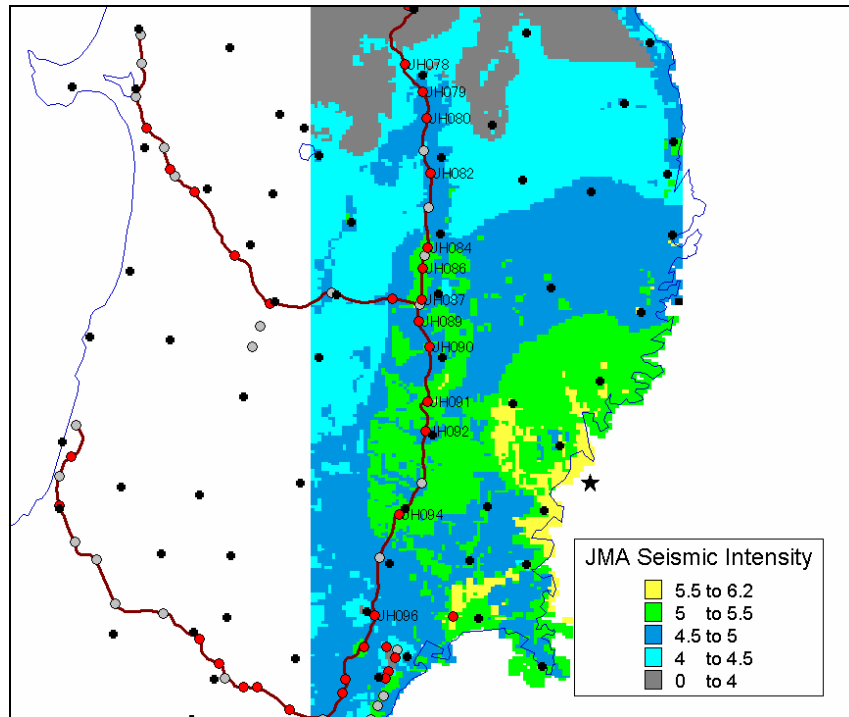 JH078
JH079
JH080
JH082
JH084
JH086
JH087
JH089
JH090
JH091
JH092
JH094
JH096
JMA Seismic Intensity
5.5 to 6.2
5 to 5.5
4.5 to 5
4 to 4.5
0 to 4